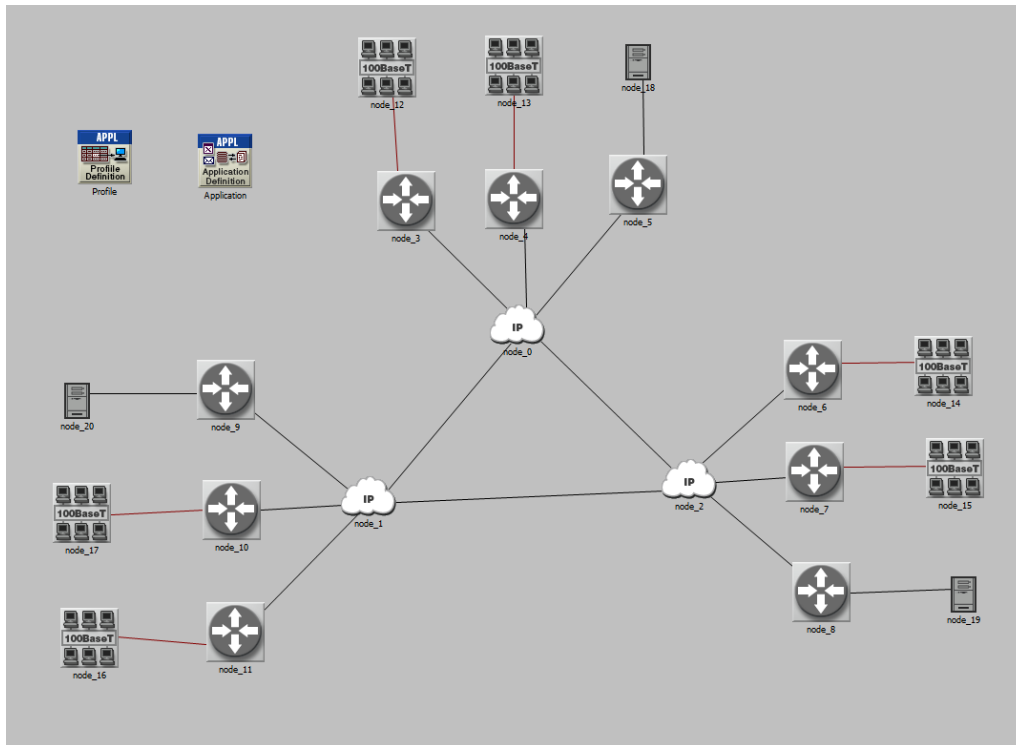 100BaseT
node_12
100BaseT
node_13
node_18
APPL
Profile
Definition
Profile
APPL
Application
Definition
Application
node_3
node_4
node_5
IP
node_0
node_20
node_9
node_6
100BaseT
node_14
100BaseT
node_17
node_10
IP
node_1
IP
node_2
node_7
100BaseT
node_15
100BaseT
node_16
node_11
node_8
node_19